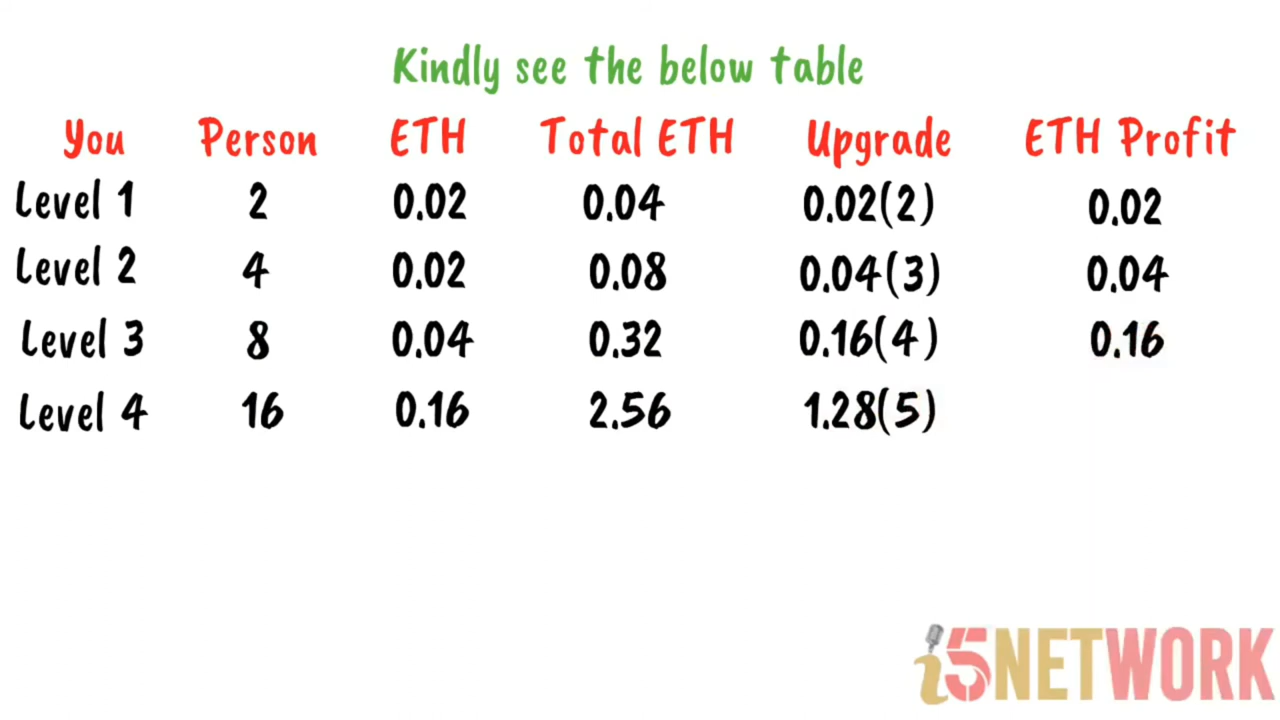 Kindly see the below table
You Person ETH Total ETH Upgrade ETH Profit
Level 1 2 0.02 0.04 0.02(2) 0.02
Level 2 4 0.02 0.08 0.04(3) 0.04
Level 3 8 0.04 0.32 0.16(4) 0.16
Level 4 16 0.16 2.56 1.28(5)
i5NETWORK